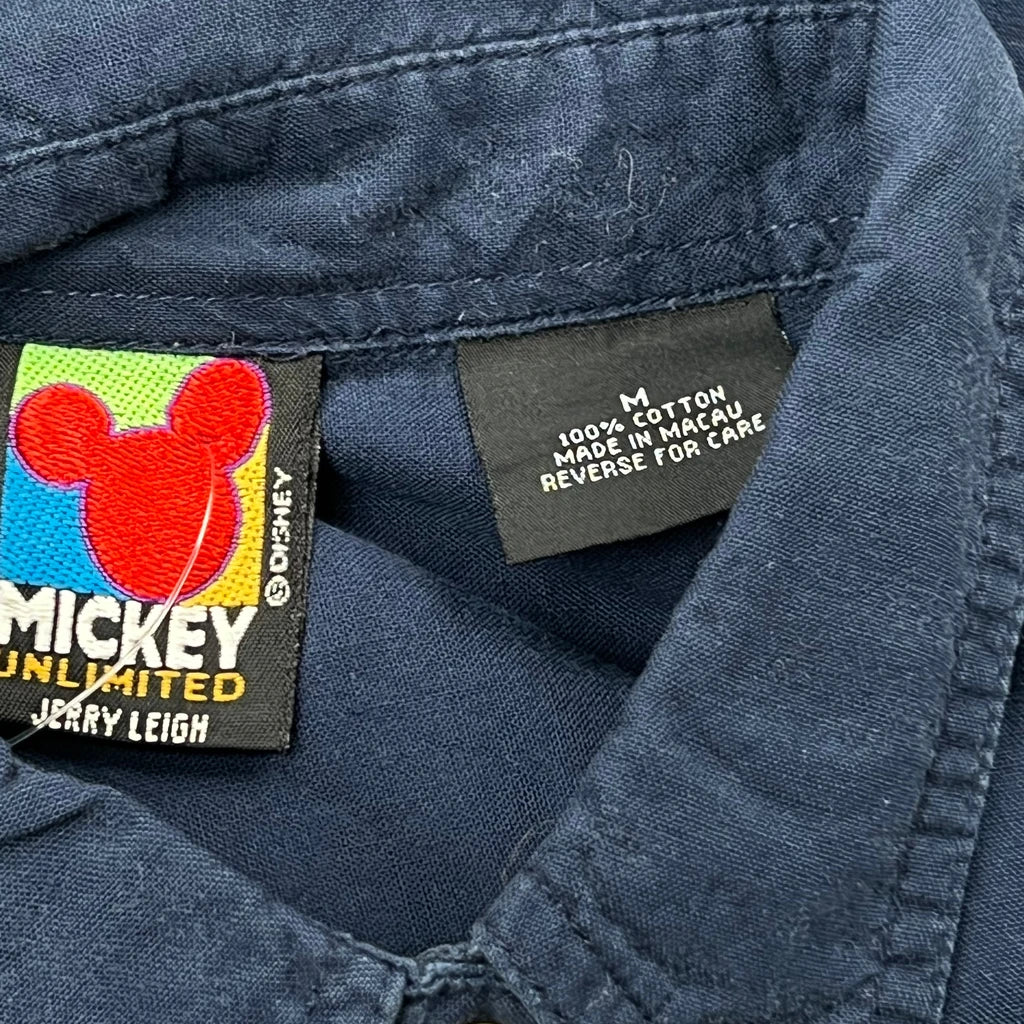 ©DISNEY
MICKEY
UNLIMITED
JERRY LEIGH
M
100% COTTON
MADE IN MACAU
REVERSE FOR CARE